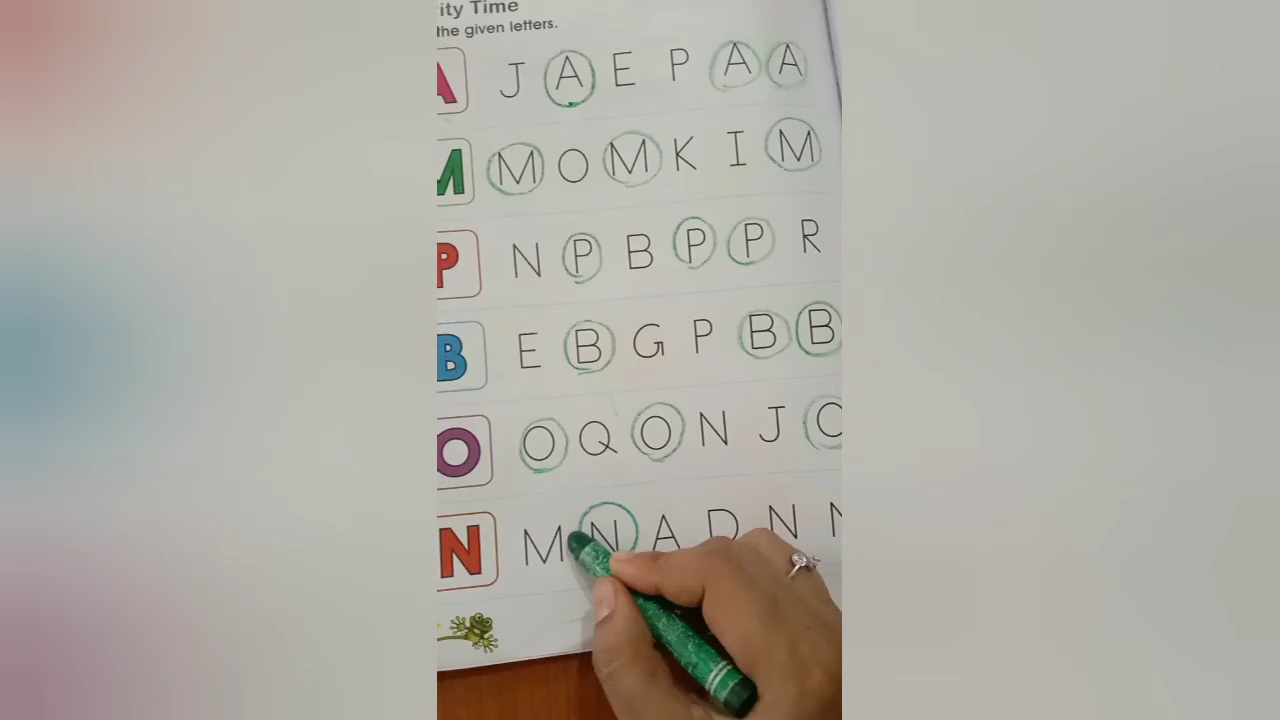 ity Time
the given letters.
A J A E P A A
M M O M K I M
P N P B P P R
B E B G P B B
O O Q O N J O
N M N A D N N